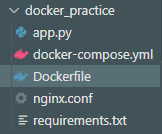 docker_practice
app.py
docker-compose.yml
Dockerfile
nginx.conf
requirements.txt